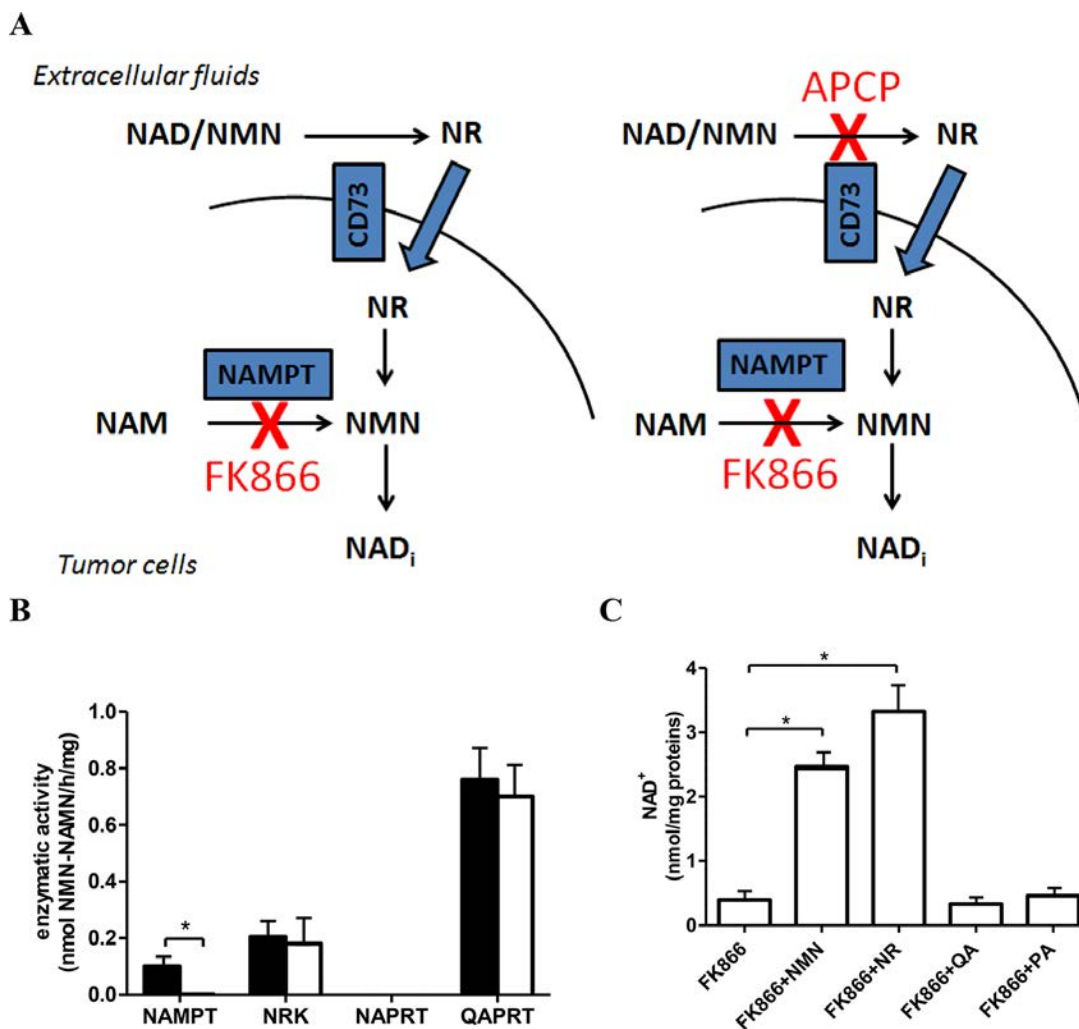 A
Extracellular fluids
NAD/NMN
NR
CD73
NR
NAMPT
NAM
NMN
FK866
NADi
Tumor cells
APCP
NAD/NMN
NR
CD73
NR
NAMPT
NAM
NMN
FK866
NADi
B
enzymatic activity
(nmol NMN-NAMN/h/mg)
1.0
0.8
0.6
0.4
0.2
0.0
*
NAMPT
NRK
NAPRT
QAPRT
C
NAD+
(nmol/mg proteins)
4
3
2
1
0
*
*
FK866
FK866+NMN
FK866+NR
FK866+QA
FK866+PA